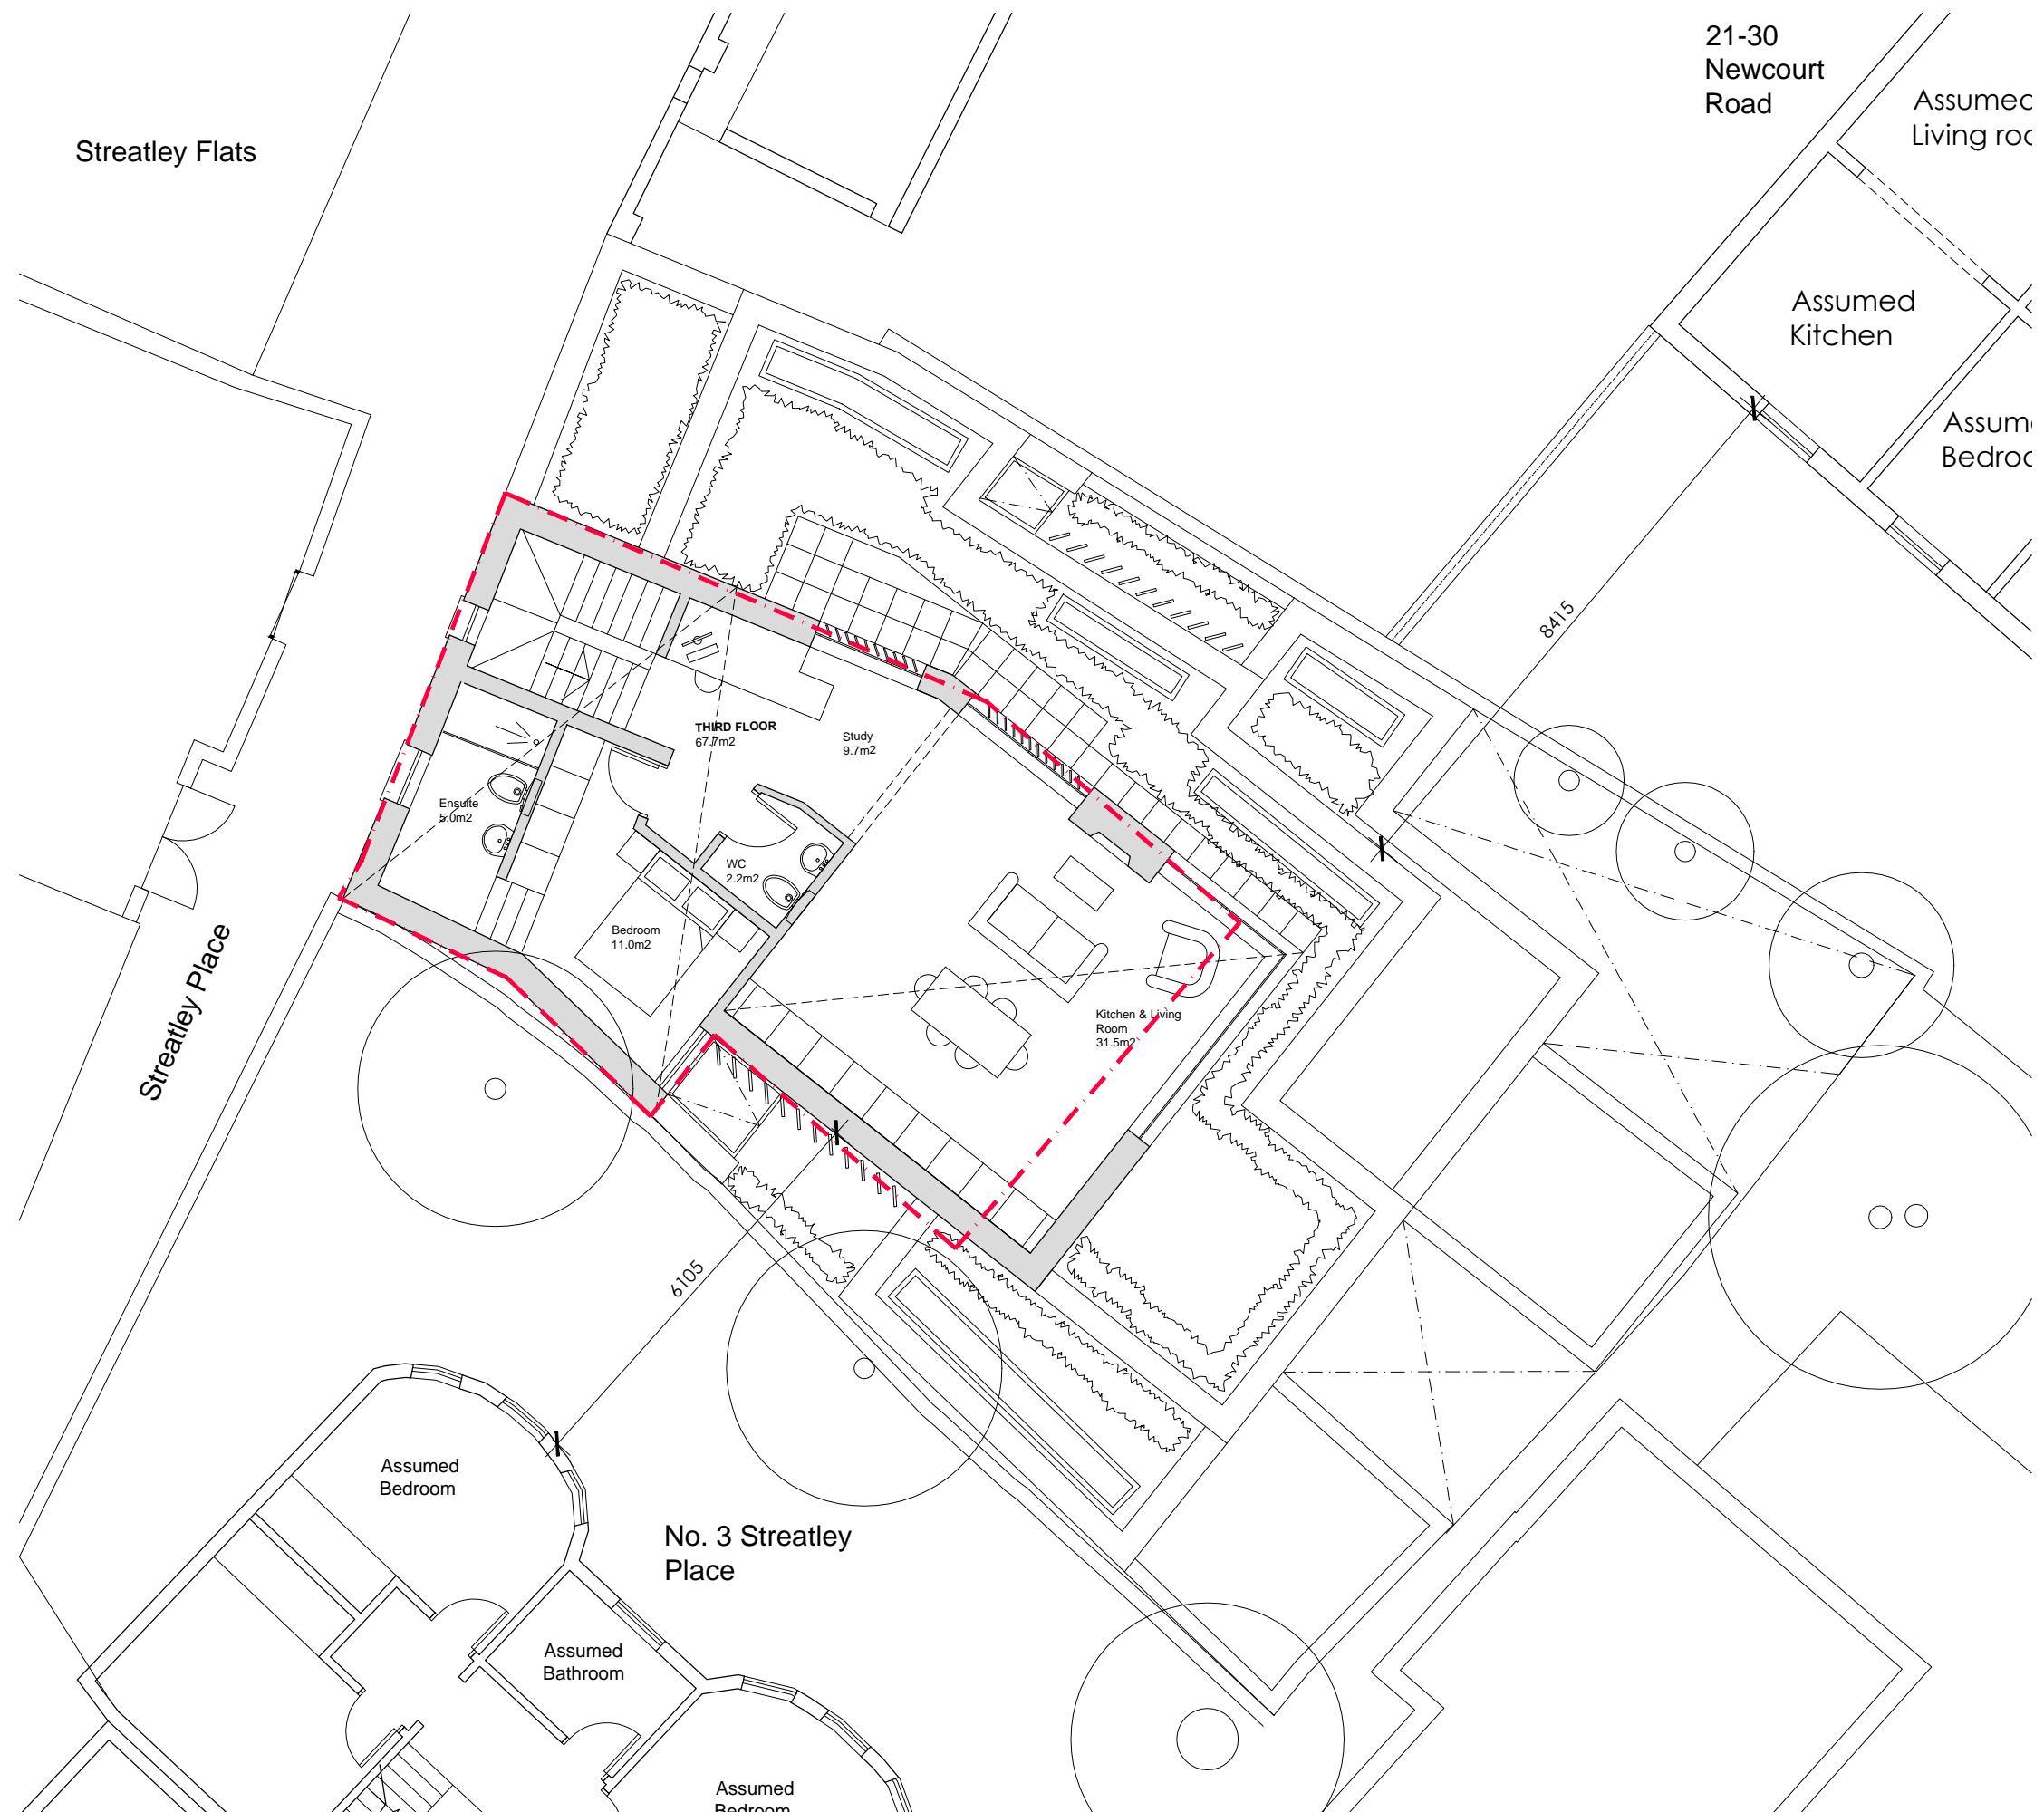 21-30
Newcourt
Road
Assumed
Streatley Flats
Assumed
Kitchen
8415
THIRD FLOOR
67.7m2
Study
9.7m2
Ensuite
5.0m2
WC
2.2m2
Bedroom
11.0m2
Streatley Place
Kitchen & Living
Room
31.5m2
6105
Assumed
Bedroom
No. 3 Streatley
Place
Assumed
Bathroom
Assumed
Bedroom